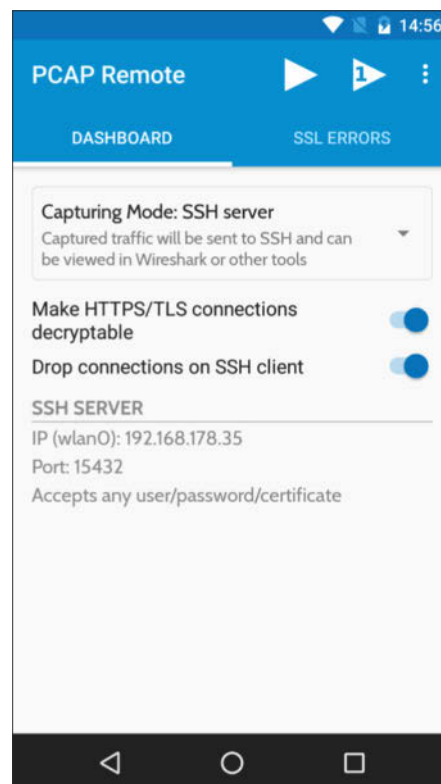 14:56
PCAP Remote
1
DASHBOARD SSL ERRORS
Capturing Mode: SSH server
Captured traffic will be sent to SSH and can
be viewed in Wireshark or other tools
Make HTTPS/TLS connections
decryptable
Drop connections on SSH client
SSH SERVER
IP (wlan0): 192.168.178.35
Port: 15432
Accepts any user/password/certificate